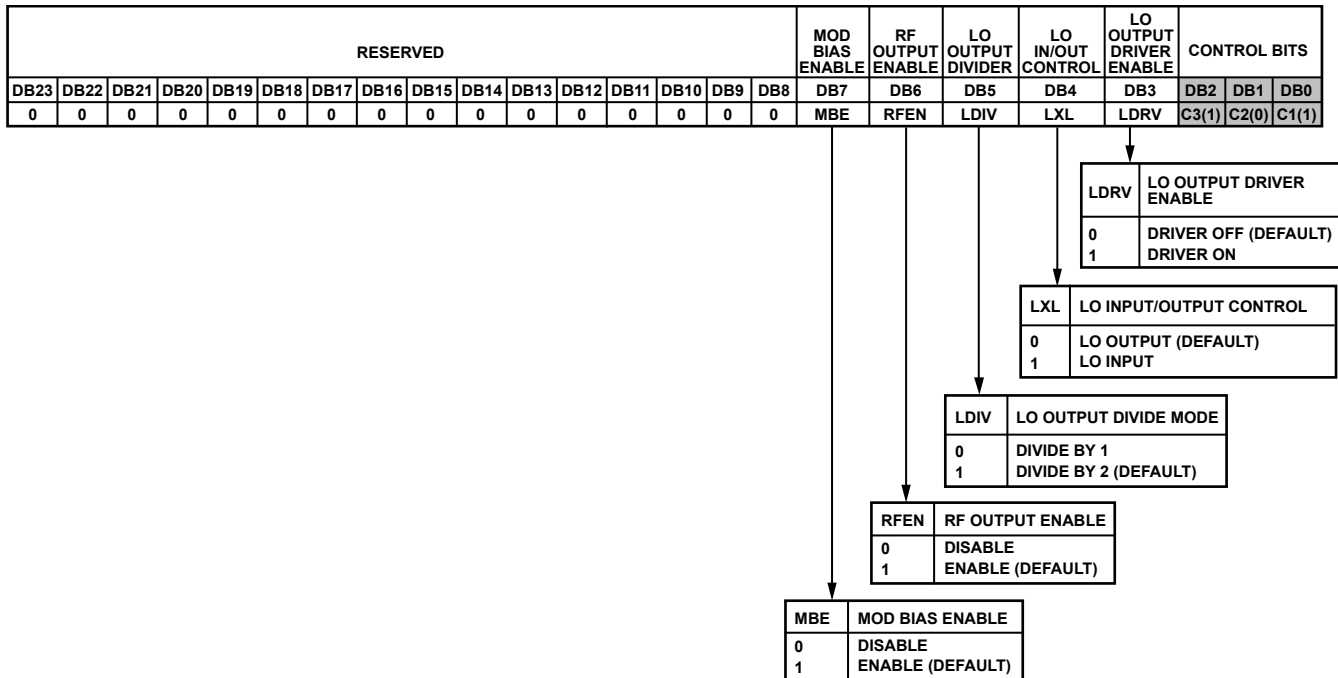 RESERVED
MOD
BIAS
ENABLE
RF
OUTPUT
ENABLE
LO
OUTPUT
DIVIDER
LO
IN/OUT
CONTROL
LO
OUTPUT
DRIVER
ENABLE
CONTROL BITS
DB23 DB22 DB21 DB20 DB19 DB18 DB17 DB16 DB15 DB14 DB13 DB12 DB11 DB10 DB9 DB8 DB7 DB6 DB5 DB4 DB3 DB2 DB1 DB0
0 0 0 0 0 0 0 0 0 0 0 0 0 0 0 0 MBE RFEN LDIV LXL LDRV C3(1) C2(0) C1(1)
LDRV LO OUTPUT DRIVER
ENABLE
0 DRIVER OFF (DEFAULT)
1 DRIVER ON
LXL LO INPUT/OUTPUT CONTROL
0 LO OUTPUT (DEFAULT)
1 LO INPUT
LDIV LO OUTPUT DIVIDE MODE
0 DIVIDE BY 1
1 DIVIDE BY 2 (DEFAULT)
RFEN RF OUTPUT ENABLE
0 DISABLE
1 ENABLE (DEFAULT)
MBE MOD BIAS ENABLE
0 DISABLE
1 ENABLE (DEFAULT)